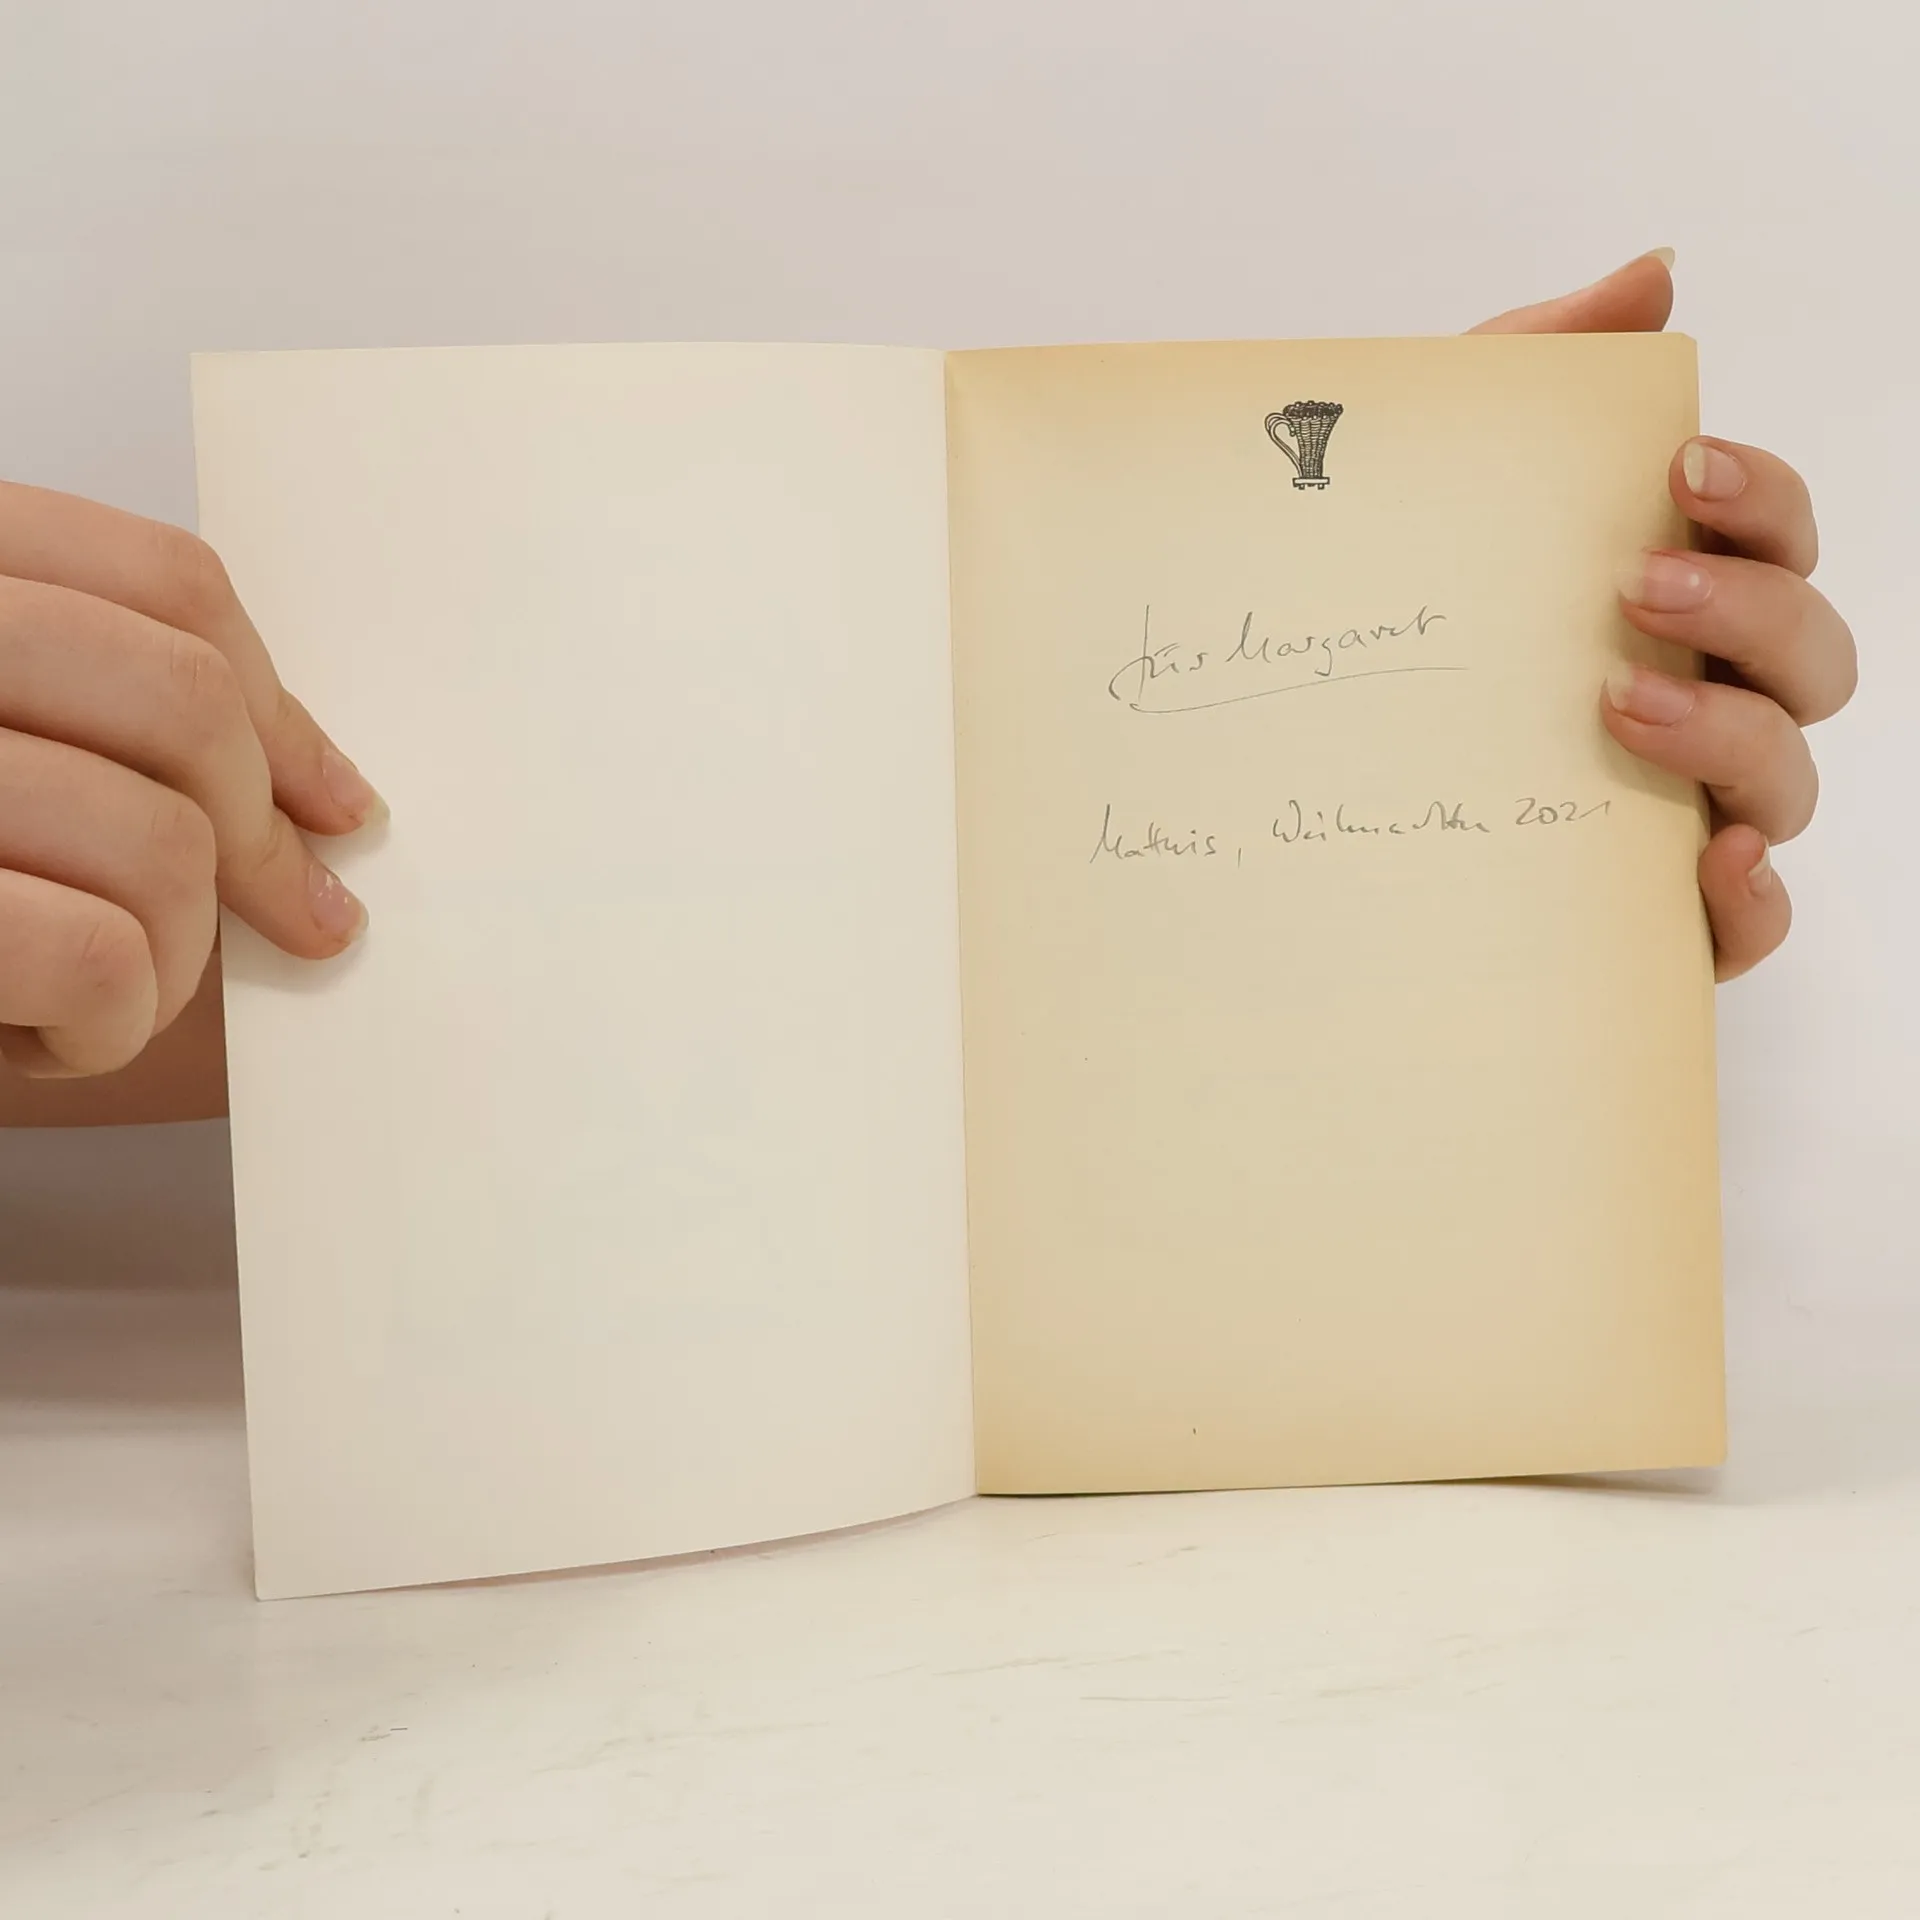 für Margaret
Mathis, Weihnachten 2021